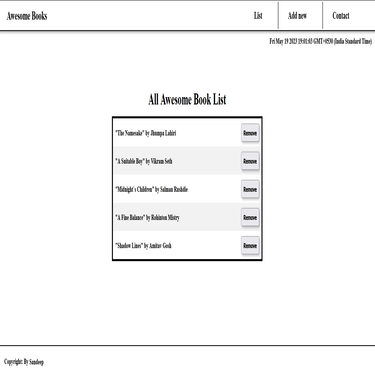 Awesome Books
List
Add new
Contact
Fri May 19 2023 19:01:03 GMT+0530 (India Standard Time)
All Awesome Book List
"The Namesake" by Jhumpa Lahiri
Remove
"A Suitable Boy" by Vikram Seth
Remove
"Midnight's Children" by Salman Rushdie
Remove
"A Fine Balance" by Rohinton Mistry
Remove
"Shadow Lines" by Amitav Gosh
Remove
Copyright: By Sandeep